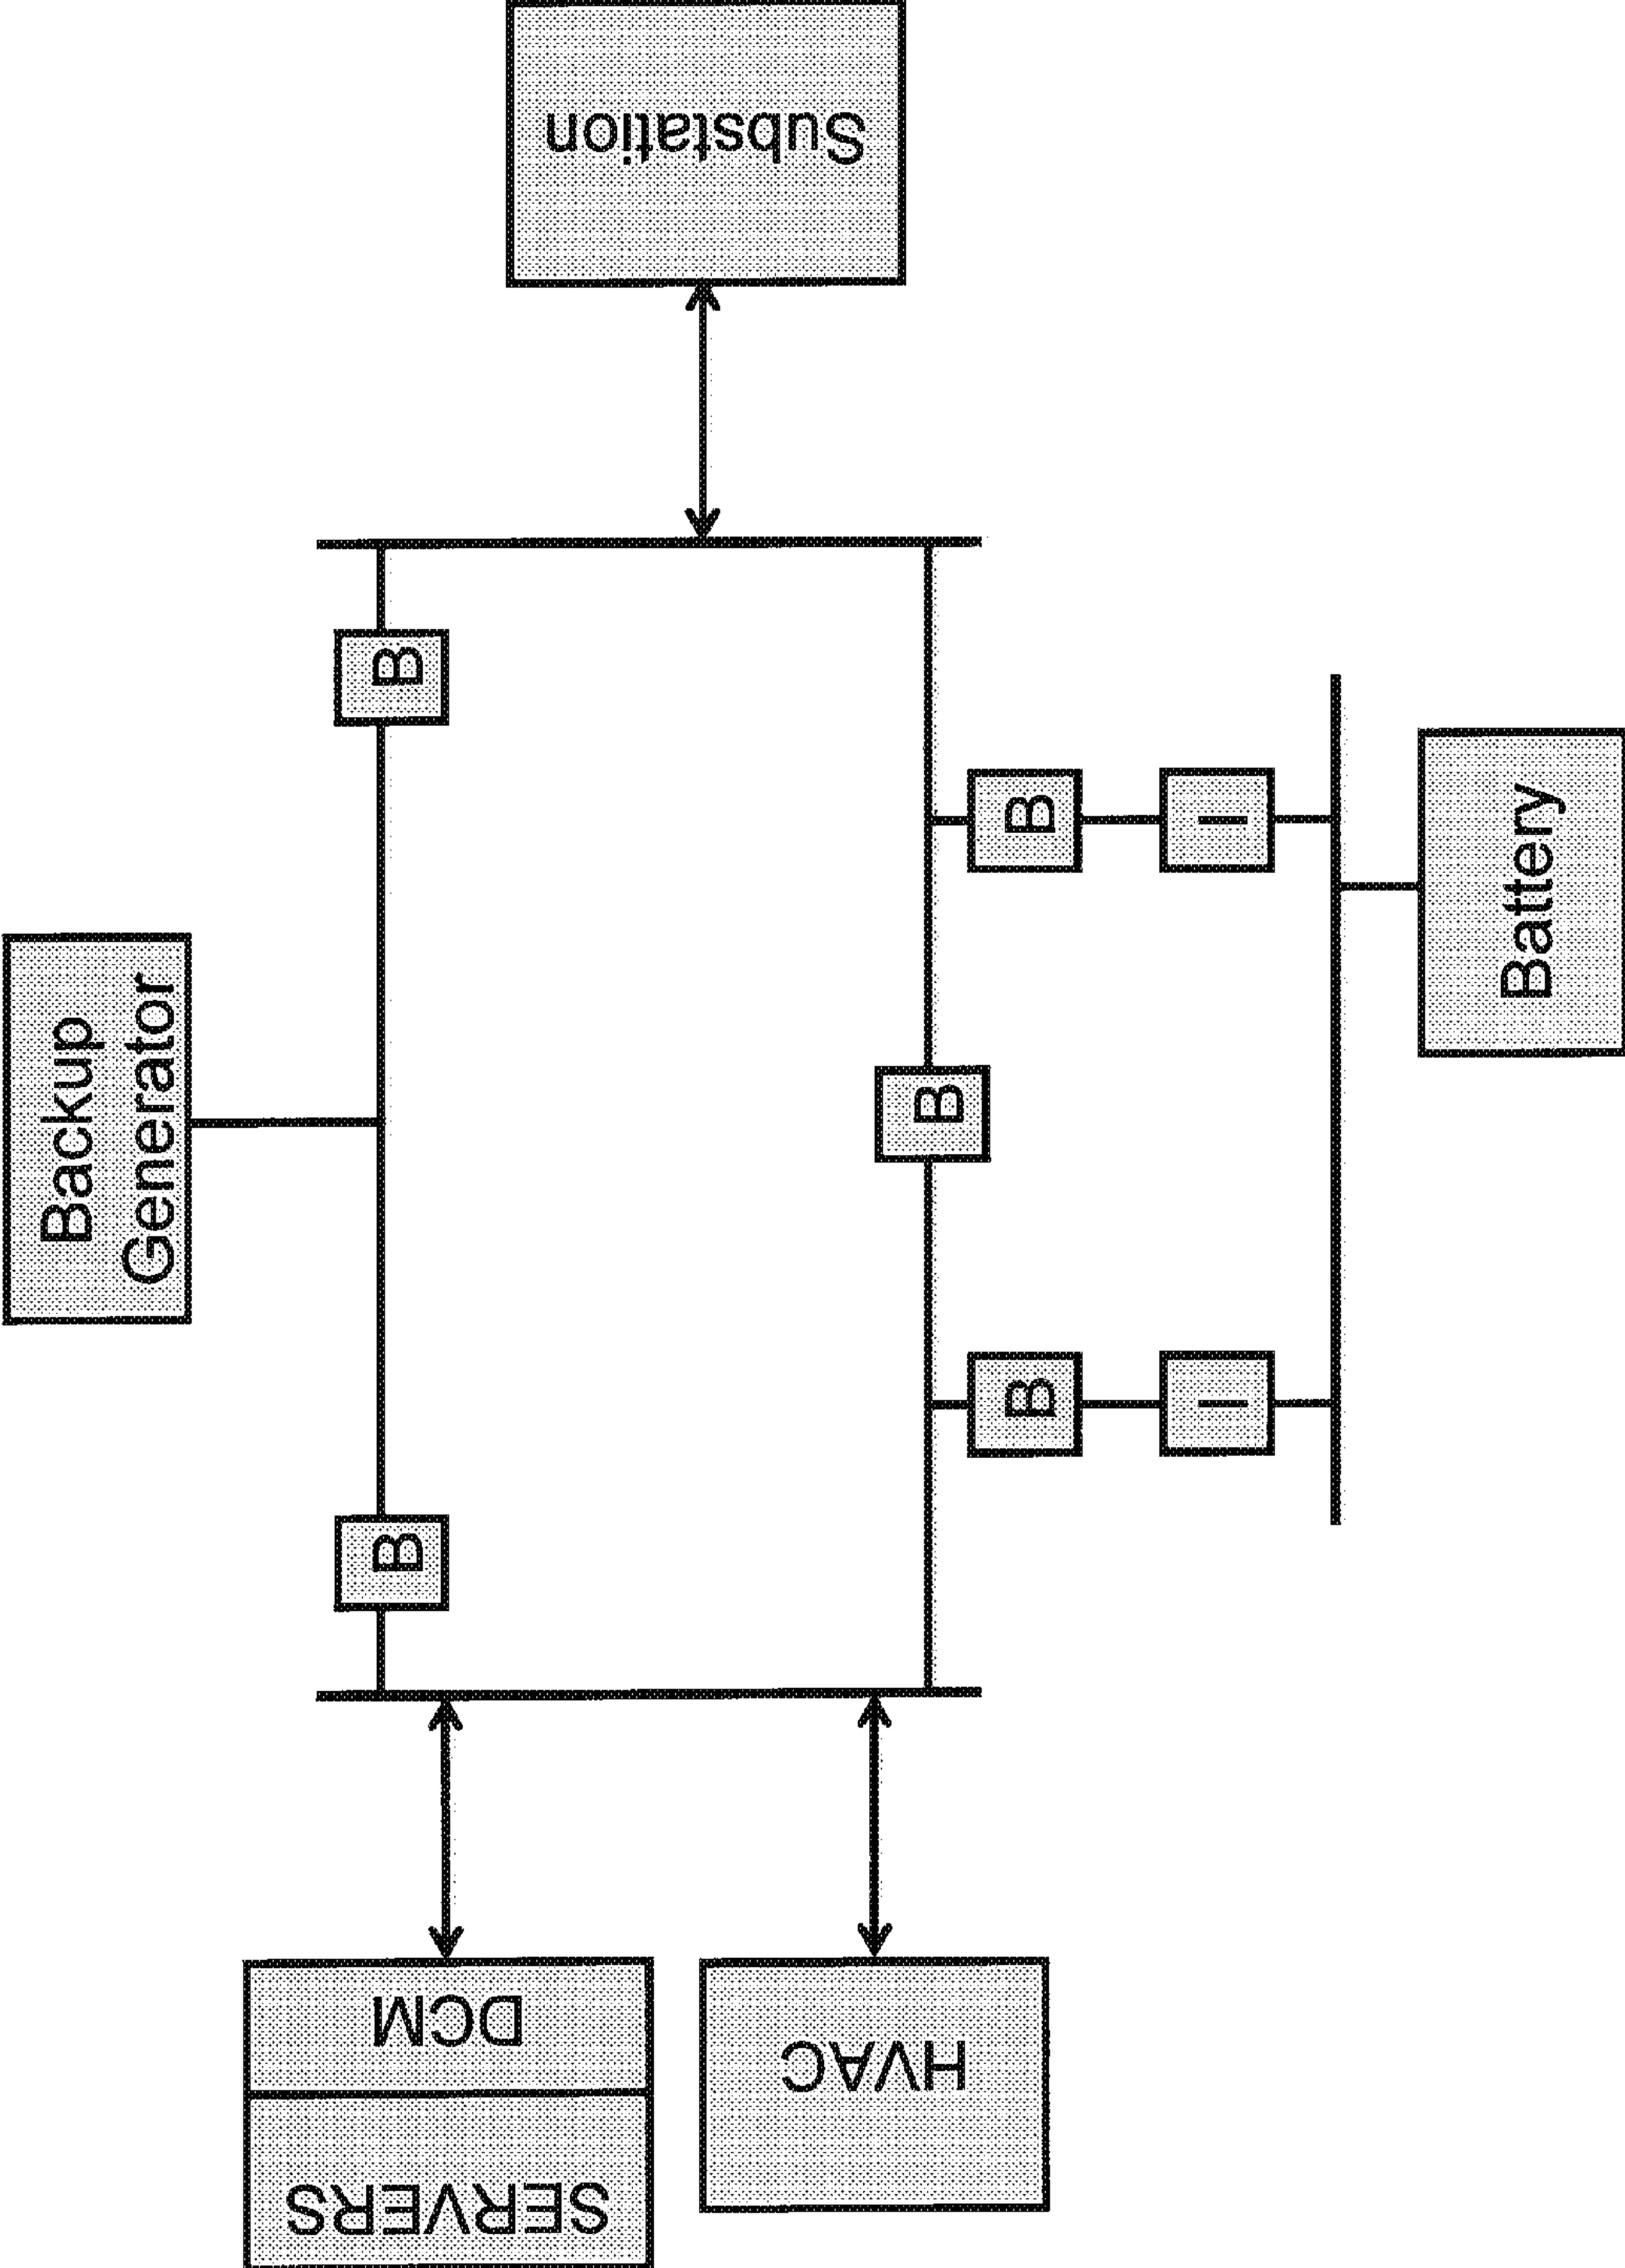 Substation
B
Backup
Generator
B
I
Battery
B
B
I
B
DCM
SERVERS
HVAC